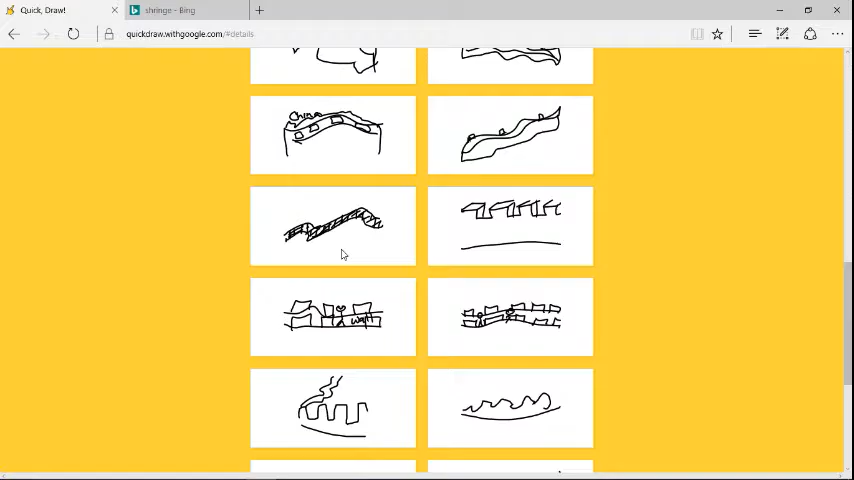 Quick, Draw!
shringe - Bing
quickdraw.withgoogle.com/#details
China
wall